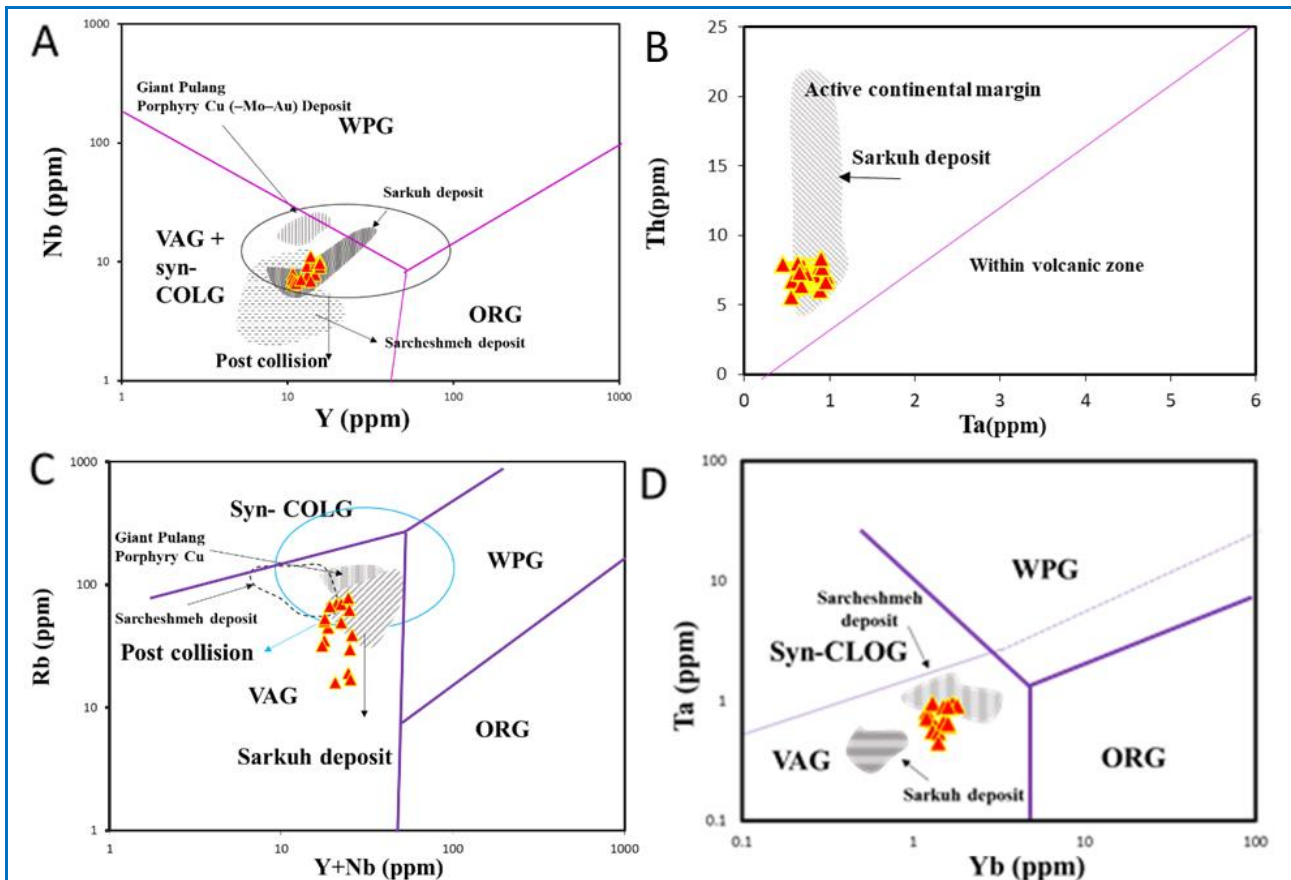 A
1000
100
10
1
Nb (ppm)
Giant Pulang
Porphyry Cu (–Mo–Au) Deposit
WPG
Sarkuh deposit
VAG +
syn-
COLG
ORG
Sarcheshmeh deposit
Post collision
1
10
100
1000
Y (ppm)
B
25
20
15
10
5
0
Th(ppm)
Active continental margin
Sarkuh deposit
Within volcanic zone
0
1
2
3
4
5
6
Ta(ppm)
C
1000
100
10
1
Rb (ppm)
Syn- COLG
Giant Pulang
Porphyry Cu
WPG
Sarcheshmeh deposit
Post collision
VAG
ORG
Sarkuh deposit
1
10
100
1000
Y+Nb (ppm)
D
100
10
1
0.1
Ta (ppm)
WPG
Sarcheshmeh
deposit
Syn-CLOG
VAG
ORG
Sarkuh deposit
0.1
1
10
100
Yb (ppm)